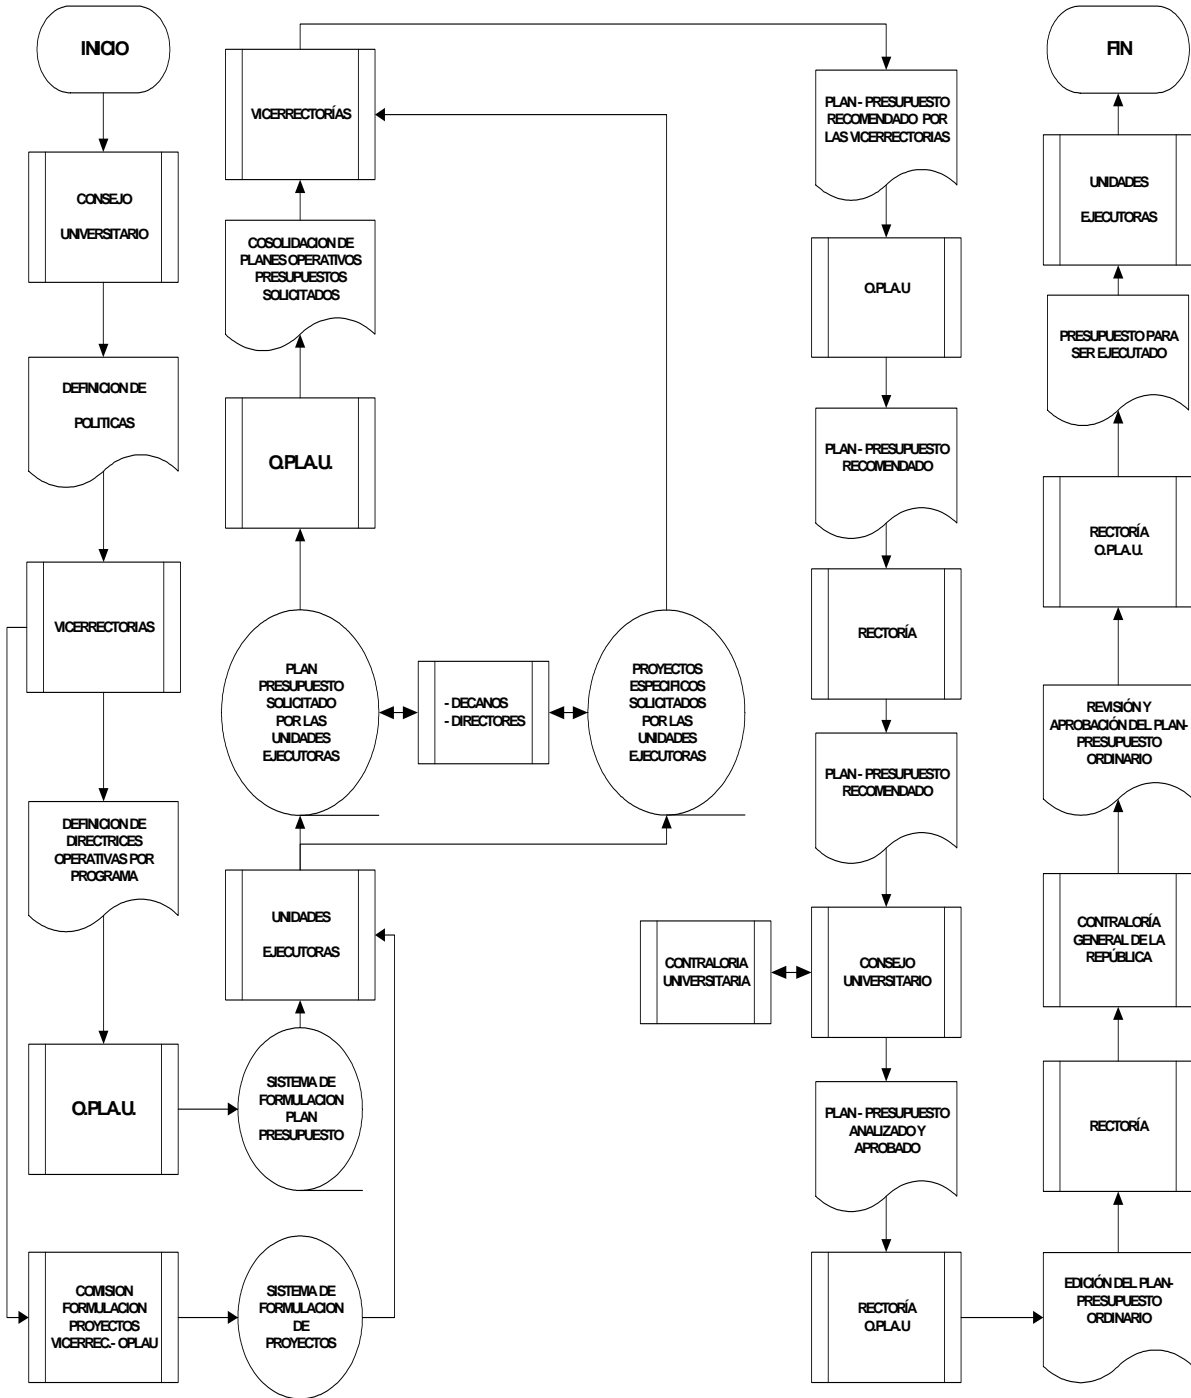 INICIO
CONSEJO
UNIVERSITARIO
DEFINICION DE
POLITICAS
VICERRECTORIAS
DEFINICION DE
DIRECTRICES
OPERATIVAS POR
PROGRAMA
O.PLA.U.
COMISION
FORMULACION
PROYECTOS
VICERREC.- OPLAU
VICERRECTORÍAS
COSOLIDACION DE
PLANES OPERATIVOS
PRESUPUESTOS
SOLICITADOS
O.PLA.U.
PLAN
PRESUPUESTO
SOLICITADO
POR LAS
UNIDADES
EJECUTORAS
- DECANOS
- DIRECTORES
PROYECTOS
ESPECIFICOS
SOLICITADOS
POR LAS
UNIDADES
EJECUTORAS
UNIDADES
EJECUTORAS
SISTEMA DE
FORMULACION
PLAN
PRESUPUESTO
SISTEMA DE
FORMULACION
DE
PROYECTOS
PLAN - PRESUPUESTO
RECOMENDADO POR
LAS VICERRECTORIAS
O.PLA.U
PLAN - PRESUPUESTO
RECOMENDADO
RECTORÍA
PLAN - PRESUPUESTO
RECOMENDADO
CONTRALORIA
UNIVERSITARIA
CONSEJO
UNIVERSITARIO
PLAN - PRESUPUESTO
ANALIZADO Y
APROBADO
RECTORÍA
O.PLA.U
FIN
UNIDADES
EJECUTORAS
PRESUPUESTO PARA
SER EJECUTADO
RECTORÍA
O.PLA.U.
REVISIÓN Y
APROBACIÓN DEL PLAN-
PRESUPUESTO
ORDINARIO
CONTRALORÍA
GENERAL DE LA
REPÚBLICA
RECTORÍA
EDICIÓN DEL PLAN-
PRESUPUESTO
ORDINARIO